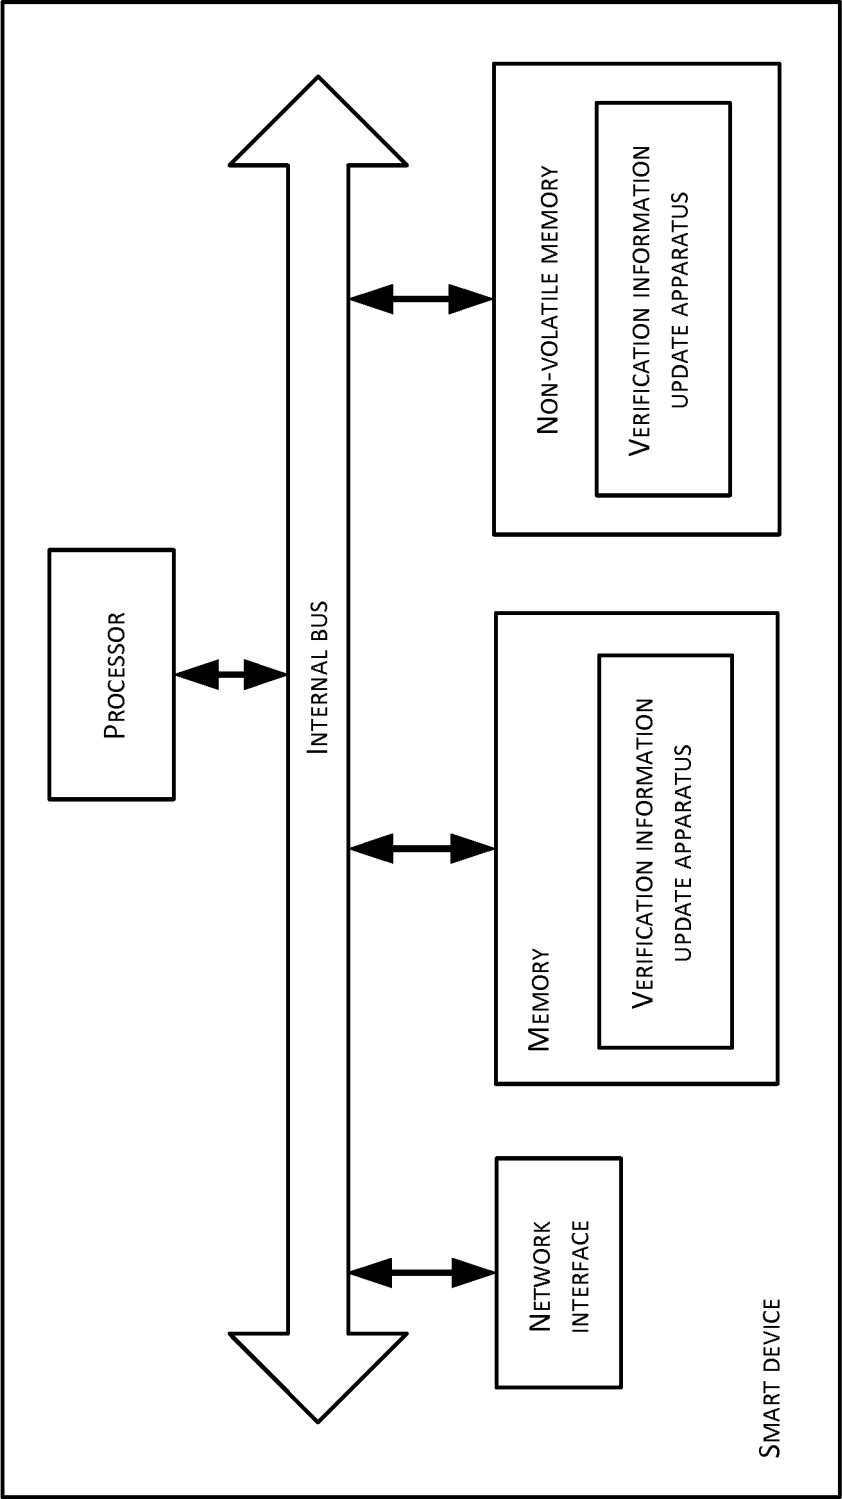 PROCESSOR
INTERNAL BUS
NETWORK
INTERFACE
MEMORY
VERIFICATION INFORMATION
UPDATE APPARATUS
NON-VOLATILE MEMORY
VERIFICATION INFORMATION
UPDATE APPARATUS
SMART DEVICE